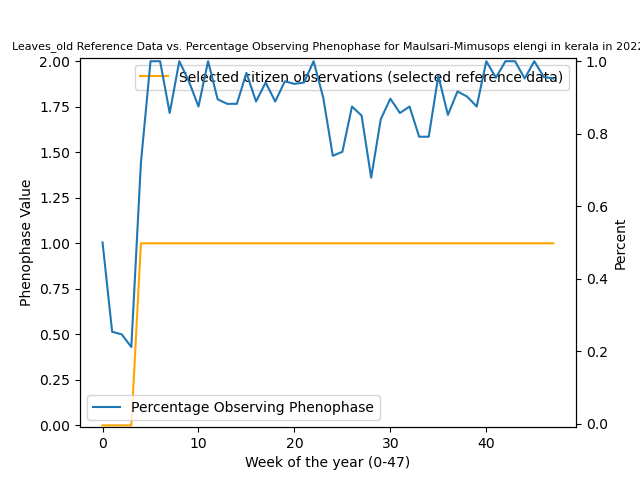 Leaves_old Reference Data vs. Percentage Observing Phenophase for Maulsari-Mimusops elengi in kerala in 2022
Selected citizen observations (selected reference data)
2.00
1.75
1.50
1.25
1.00
0.75
0.50
0.25
0.00
Phenophase Value
1.0
0.8
0.6
0.4
0.2
0.0
Percent
Percentage Observing Phenophase
0 10 20 30 40
Week of the year (0-47)